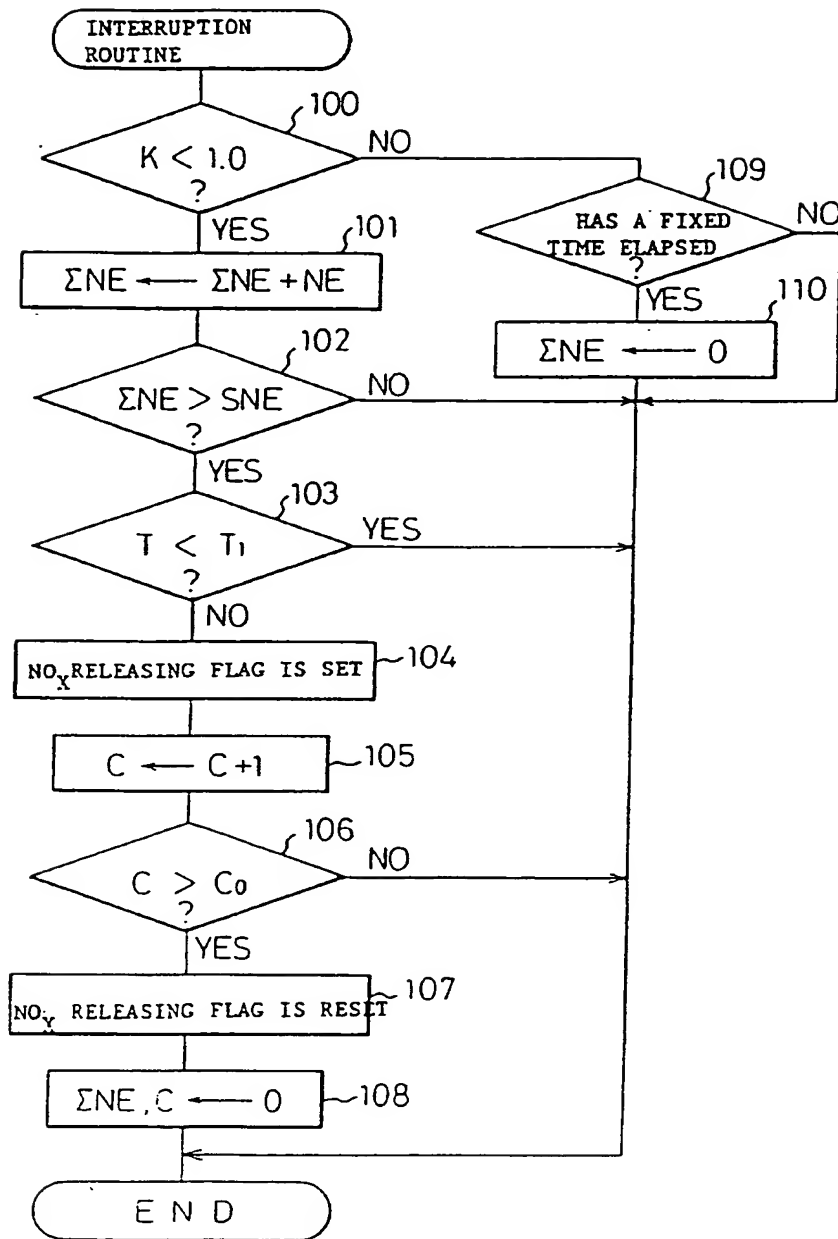 INTERRUPTION
ROUTINE
100
K < 1.0
?
NO
YES
109
HAS A FIXED
TIME ELAPSED
?
NO
YES
101
ΣNE ← ΣNE + NE
110
ΣNE ← 0
102
ΣNE > SNE
?
NO
YES
103
T < T₁
?
YES
NO
NOX RELEASING FLAG IS SET
104
C ← C+1
105
106
C > C₀
?
NO
YES
NOX RELEASING FLAG IS RESET
107
ΣNE, C ← 0
108
END